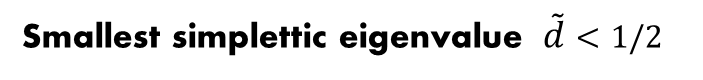 Smallest simplettic eigenvalue d̃ < 1/2